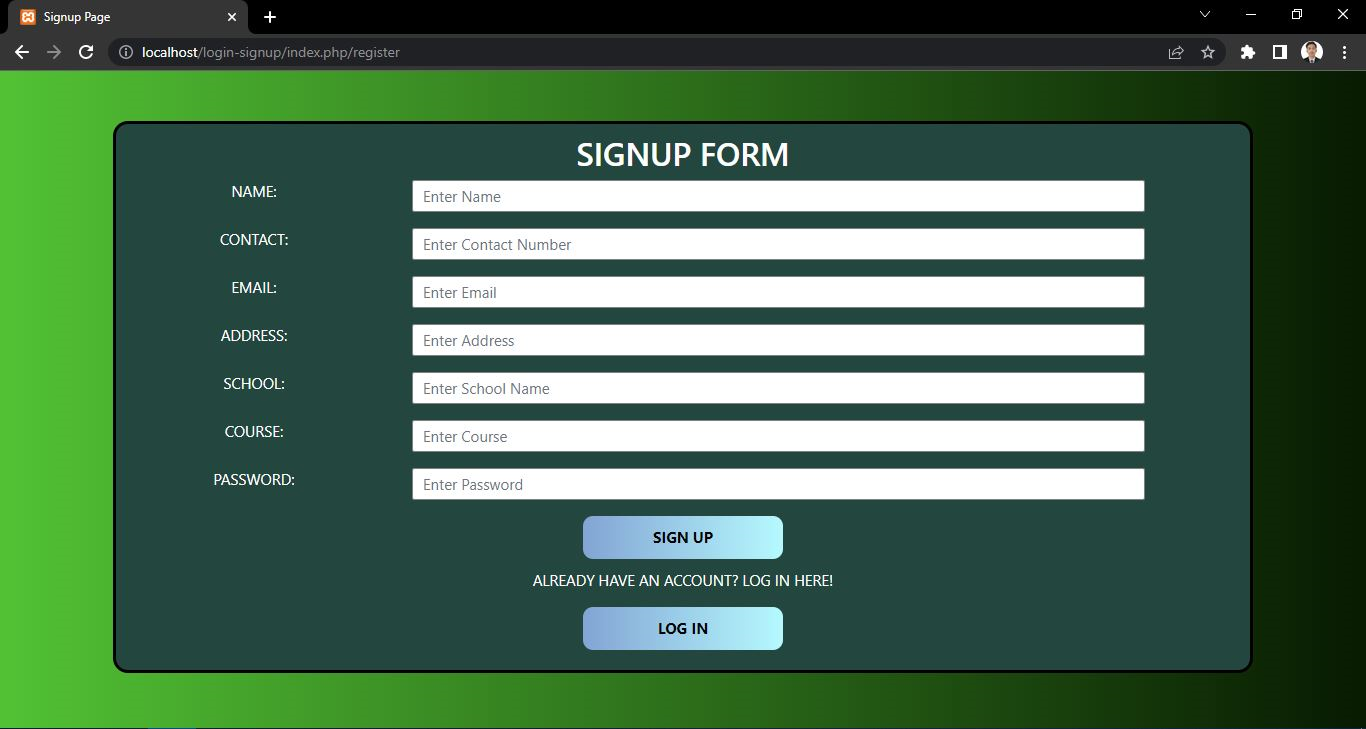 Signup Page
localhost/login-signup/index.php/register
SIGNUP FORM
NAME: Enter Name
CONTACT: Enter Contact Number
EMAIL: Enter Email
ADDRESS: Enter Address
SCHOOL: Enter School Name
COURSE: Enter Course
PASSWORD: Enter Password
SIGN UP
ALREADY HAVE AN ACCOUNT? LOG IN HERE!
LOG IN